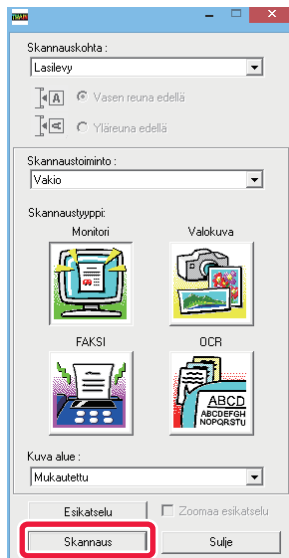 Skannauskohta :
Lasilevy
A Vasen reuna edellä
A Yläreuna edellä
Skannaustoiminto :
Vakio
Skannaustyyppi:
Monitori Valokuva
FAKSI OCR
ABCD
ABCDEFGH
NOPQRSTU
Kuva alue :
Mukautettu
Esikatselu Zoomaa esikatselu
Skannaus Sulje